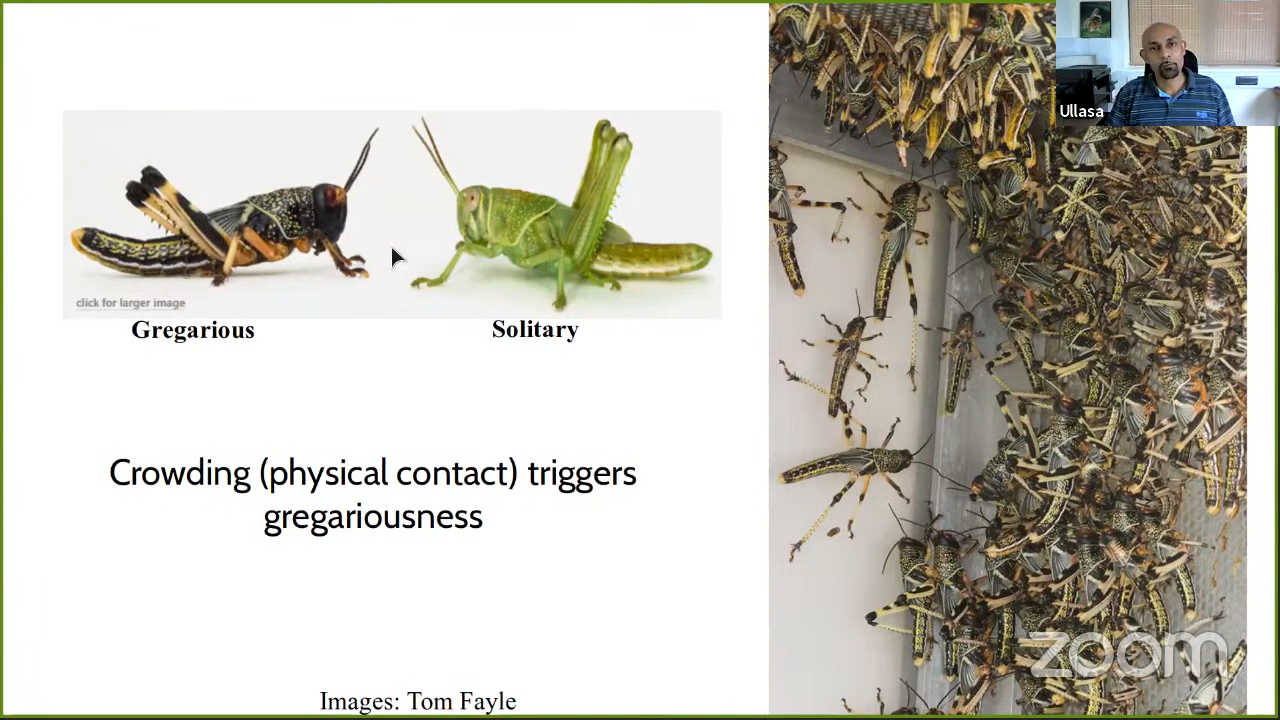 Ullasa
click for larger image
Gregarious
Solitary
Crowding (physical contact) triggers
gregariousness
zoom
Images: Tom Fayle